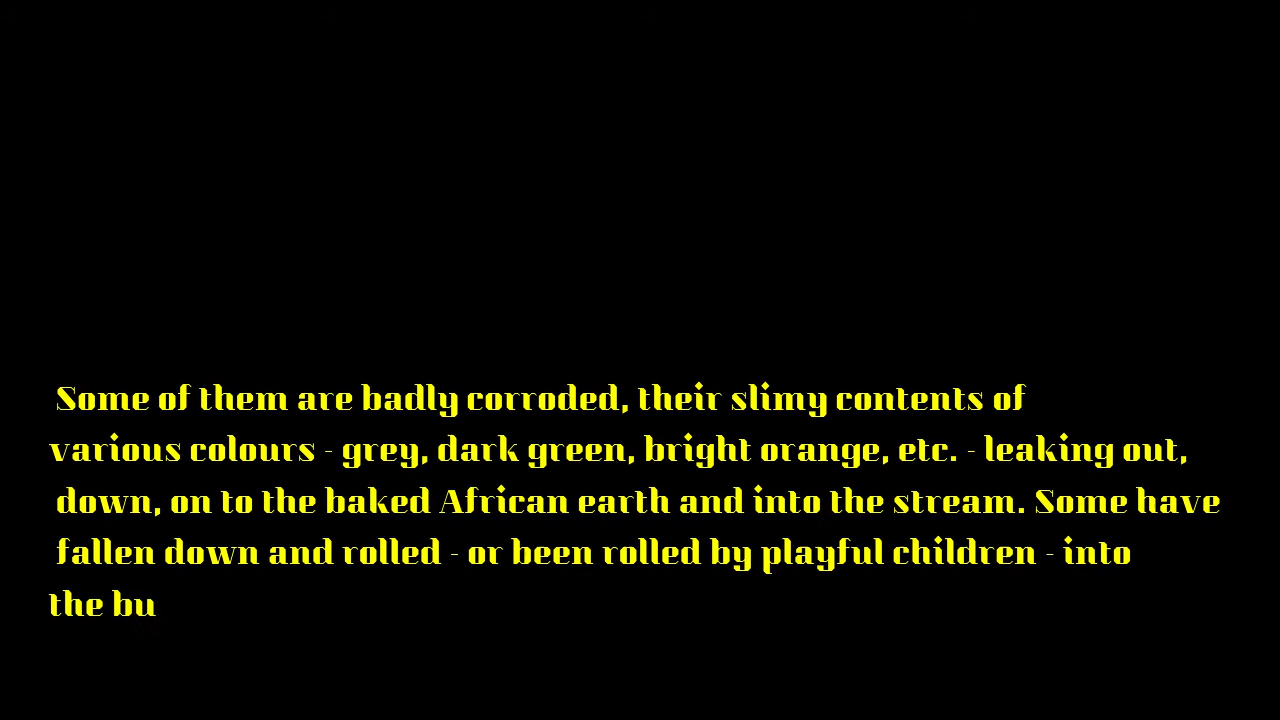 Some of them are badly corroded, their slimy contents of
various colours - grey, dark green, bright orange, etc. - leaking out,
down, on to the baked African earth and into the stream. Some have
fallen down and rolled - or been rolled by playful children - into
the bu